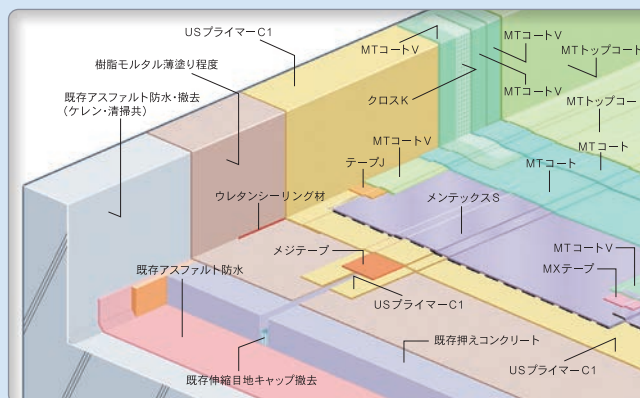 USプライマーC1
MTコートV
MTコートV
MTトップコート
樹脂モルタル薄塗り程度
MTコートV
既存アスファルト防水・撤去
(ケレン・清掃共)
クロスK
MTトップコー
MTコートV
MTコート
テープJ
MTコート
ウレタンシーリング材
メンテックスS
メジテープ
MTコートV
既存アスファルト防水
MXテープ
USプライマーC1
既存押えコンクリート
USプライマーC1
既存伸縮目地キャップ撤去